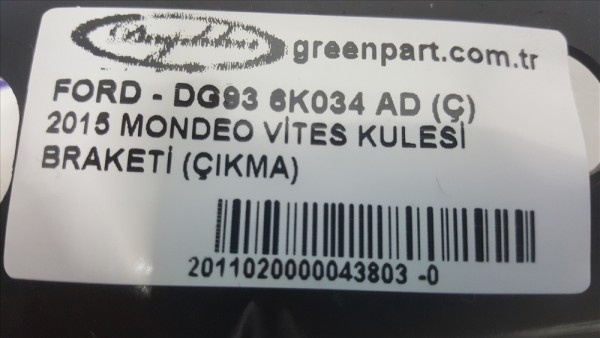 greenpart.com.tr
FORD - DG93 6K034 AD (Ç)
2015 MONDEO VİTES KULESİ
BRAKETİ (ÇIKMA)
2011020000043803 -0